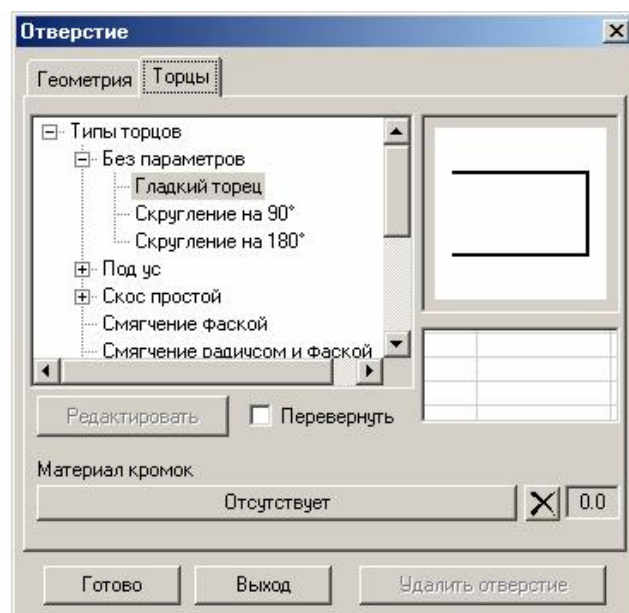 Отверстие
Геометрия
Торцы
Типы торцов
Без параметров
Гладкий торец
Скругление на 90°
Скругление на 180°
Под ус
Скос простой
Смягчение фаской
Смягчение радиусом и фаской
Редактировать
Перевернуть
Материал кромок
Отсутствует
0.0
Готово
Выход
Удалить отверстие